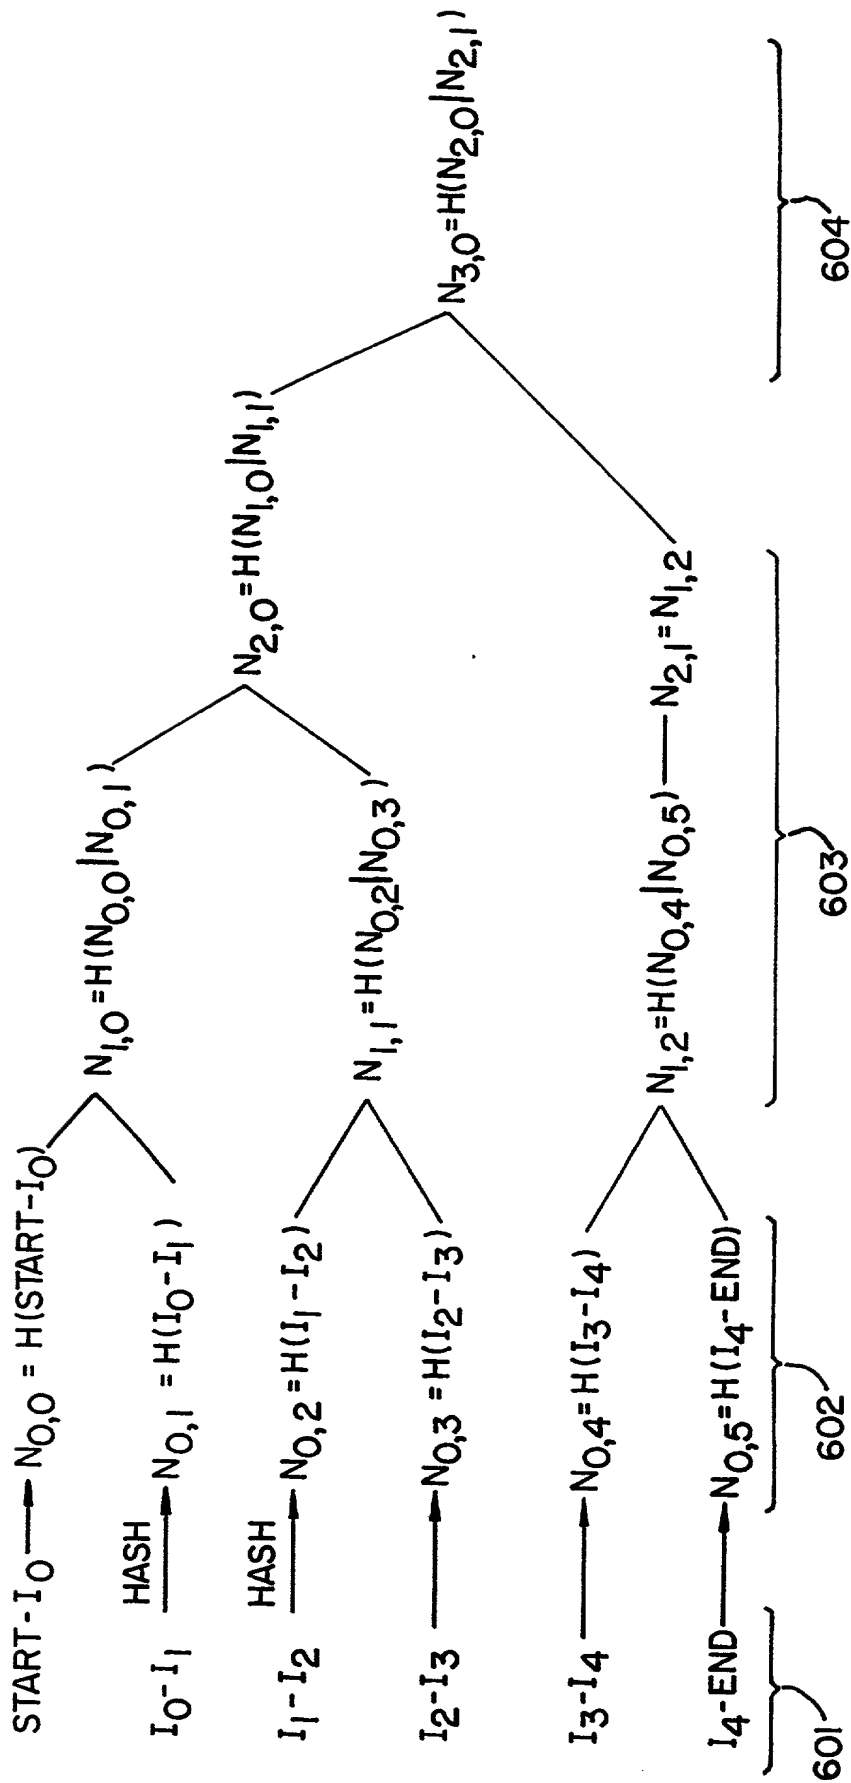 START-I0 N0,0 = H(START-I0)
I0-I1 HASH N0,1 = H(I0-I1)
N1,0=H(N0,0|N0,1)
I1-I2 HASH N0,2=H(I1-I2)
N2,0=H(N1,0|N1,1)
I2-I3 N0,3=H(I2-I3)
N1,1=H(N0,2|N0,3)
N3,0=H(N2,0|N2,1)
I3-I4 N0,4=H(I3-I4)
N1,2=H(N0,4|N0,5) N2,1=N1,2
I4-END N0,5=H(I4-END)
601 602 603 604